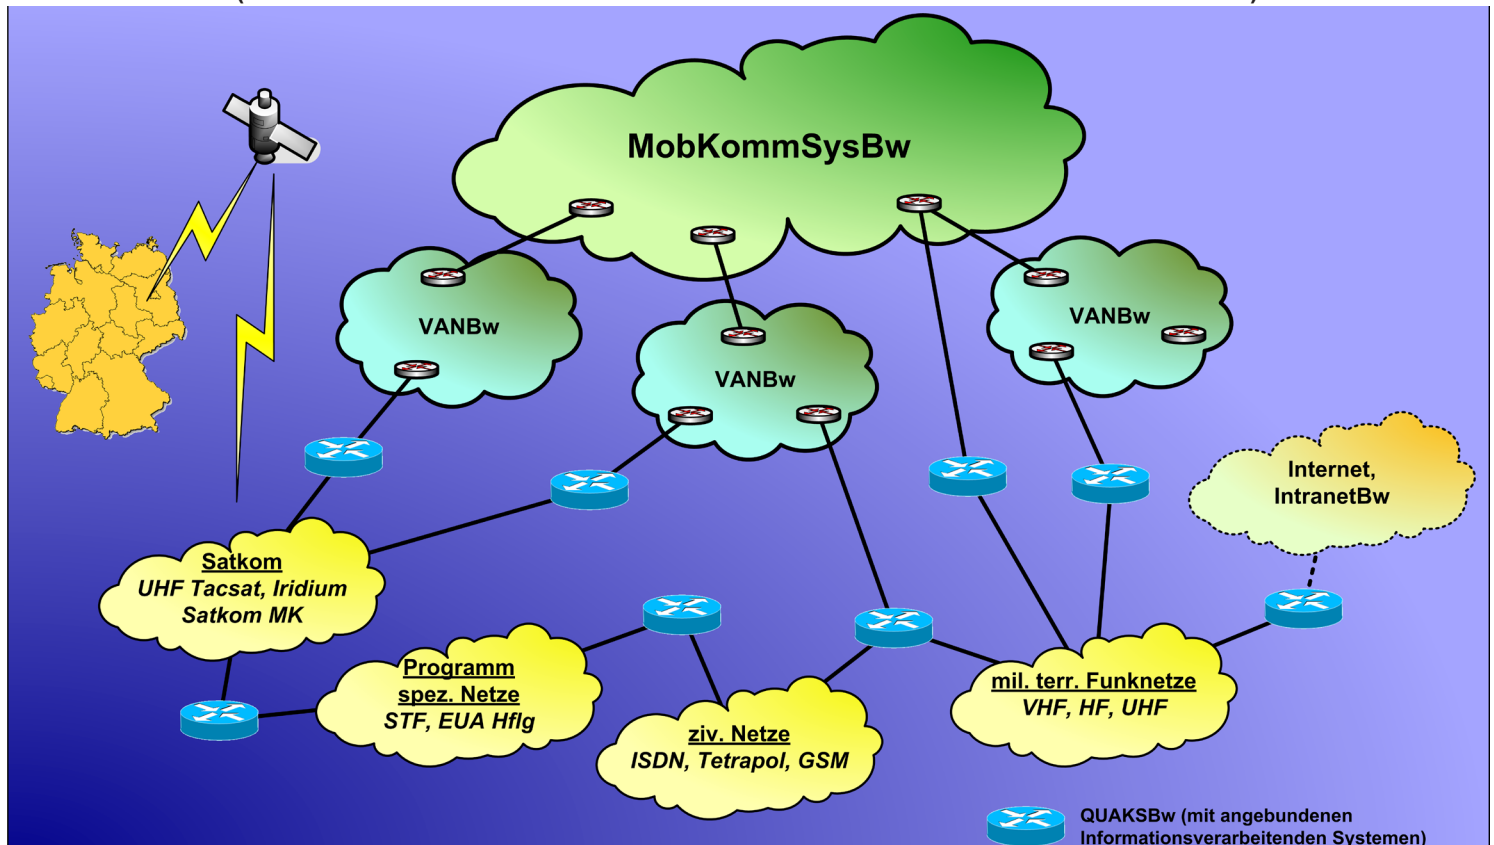 MobKommSysBw
VANBw
VANBw
VANBw
Internet,
IntranetBw
Satkom
UHF Tacsat, Iridium
Satkom MK
Programm
spez. Netze
STF, EUA Hflg
ziv. Netze
ISDN, Tetrapol, GSM
mil. terr. Funknetze
VHF, HF, UHF
QUAKSBw (mit angebundenen
Informationsverarbeitenden Systemen)